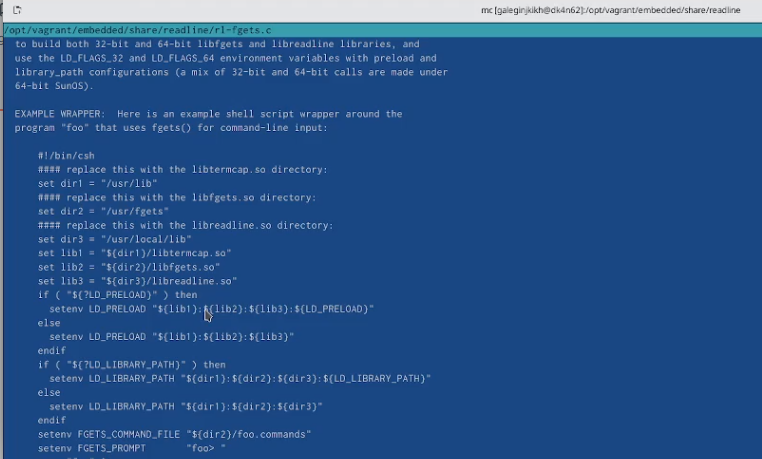 mc [galeginjkikh@dk4n62]:/opt/vagrant/embedded/share/readline
/opt/vagrant/embedded/share/readline/rl-fgets.c
to build both 32-bit and 64-bit libfgets and libreadline libraries, and
use the LD_FLAGS_32 and LD_FLAGS_64 environment variables with preload and
library_path configurations (a mix of 32-bit and 64-bit calls are made under
64-bit SunOS).
EXAMPLE WRAPPER:  Here is an example shell script wrapper around the
program "foo" that uses fgets() for command-line input:
#!/bin/csh
#### replace this with the libtermcap.so directory:
set dir1 = "/usr/lib"
#### replace this with the libfgets.so directory:
set dir2 = "/usr/fgets"
#### replace this with the libreadline.so directory:
set dir3 = "/usr/local/lib"
set lib1 = "${dir1}/libtermcap.so"
set lib2 = "${dir2}/libfgets.so"
set lib3 = "${dir3}/libreadline.so"
if ( "${?LD_PRELOAD}" ) then
  setenv LD_PRELOAD "${lib1}:${lib2}:${lib3}:${LD_PRELOAD}"
else
  setenv LD_PRELOAD "${lib1}:${lib2}:${lib3}"
endif
if ( "${?LD_LIBRARY_PATH}" ) then
  setenv LD_LIBRARY_PATH "${dir1}:${dir2}:${dir3}:${LD_LIBRARY_PATH}"
else
  setenv LD_LIBRARY_PATH "${dir1}:${dir2}:${dir3}"
endif
setenv FGETS_COMMAND_FILE "${dir2}/foo.commands"
setenv FGETS_PROMPT       "foo> "